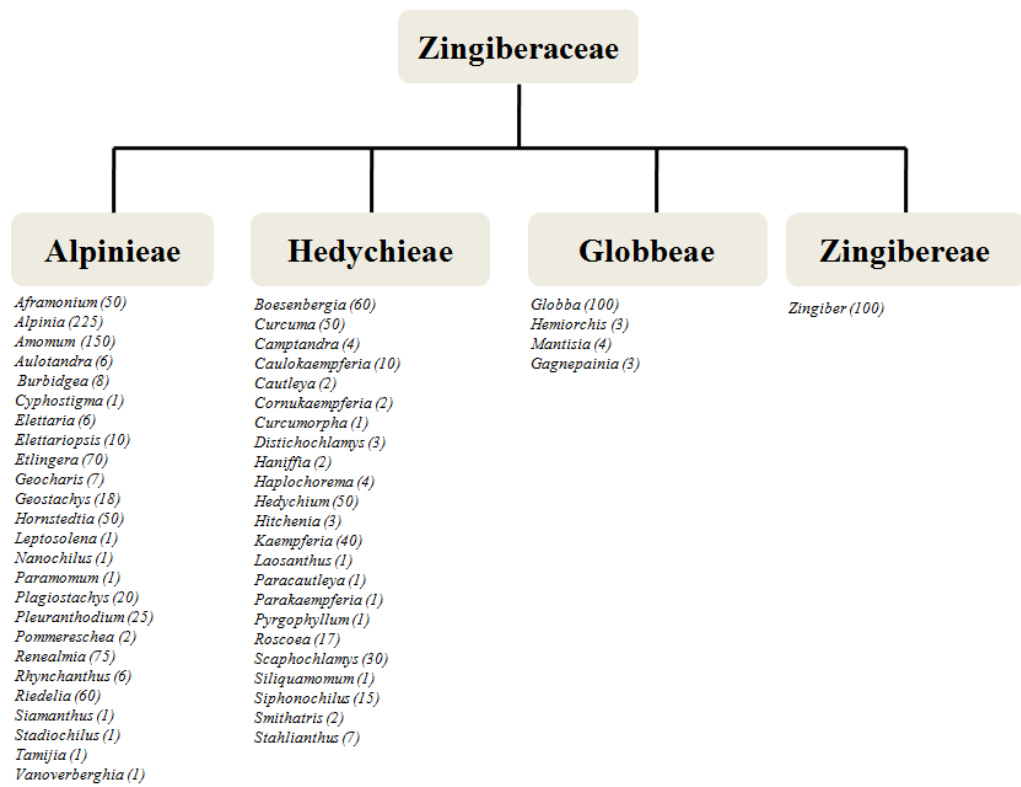 Zingiberaceae
Alpinieae
Aframonium (50)
Alpinia (225)
Amomum (150)
Aulotandra (6)
Burbidgea (8)
Cyphostigma (1)
Elettaria (6)
Elettariopsis (10)
Etlingera (70)
Geocharis (7)
Geostachys (18)
Hornstedtia (50)
Leptosolena (1)
Nanochilus (1)
Paramomum (1)
Plagiostachys (20)
Pleuranthodium (25)
Pommereschea (2)
Renealmia (75)
Rhynchanthus (6)
Riedelia (60)
Siamanthus (1)
Stadiochilus (1)
Tamijia (1)
Vanoverberghia (1)
Hedychieae
Boesenbergia (60)
Curcuma (50)
Camptandra (4)
Caulokaempferia (10)
Cautleya (2)
Cornukaempferia (2)
Curcumorpha (1)
Distichochlamys (3)
Haniffia (2)
Haplochorema (4)
Hedychium (50)
Hitchenia (3)
Kaempferia (40)
Laosanthus (1)
Paracautleya (1)
Parakaempferia (1)
Pyrgophyllum (1)
Roscoea (17)
Scaphochlamys (30)
Siliquamomum (1)
Siphonochilus (15)
Smithatris (2)
Stahlianthus (7)
Globbeae
Globba (100)
Hemiorchis (3)
Mantisia (4)
Gagnepainia (3)
Zingibereae
Zingiber (100)